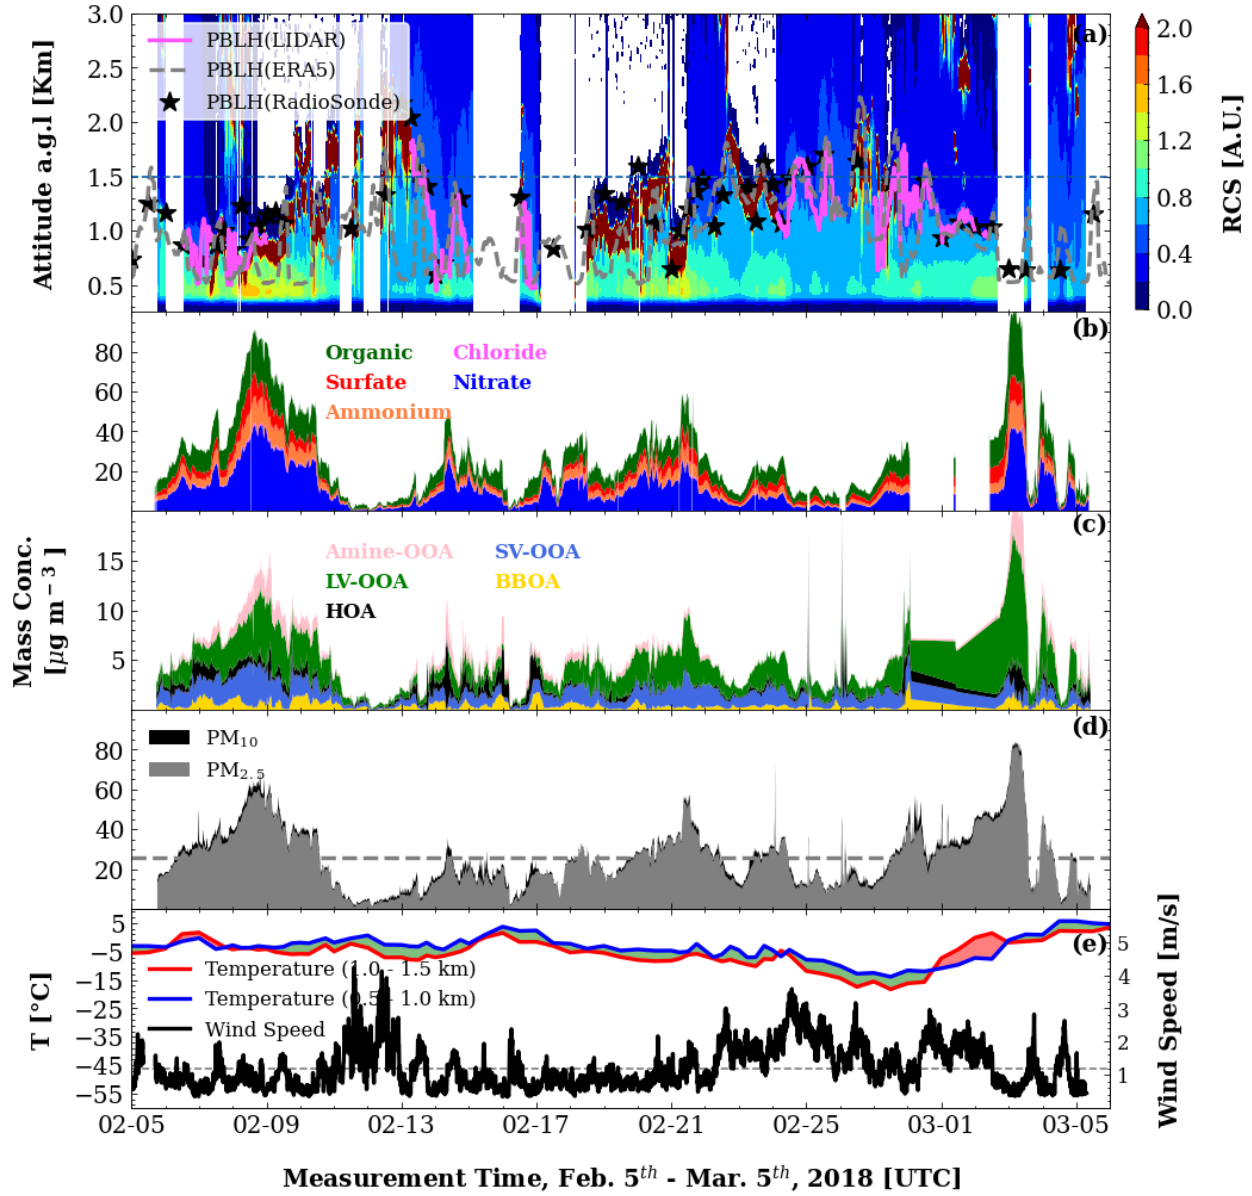 3.0
2.5
2.0
1.5
1.0
0.5
Attitude a.g.l [Km]
PBLH(LIDAR)
PBLH(ERA5)
PBLH(RadioSonde)
(a)
2.0
1.6
1.2
0.8
0.4
0.0
RCS [A.U.]
80
60
40
20
Organic Chloride
Surfate Nitrate
Ammonium
(b)
15
10
5
Mass Conc.
[μg m⁻³]
Amine-OOA SV-OOA
LV-OOA BBOA
HOA
(c)
80
60
40
20
PM₁₀
PM₂.₅
(d)
5
−5
−15
−25
−35
−45
−55
T [°C]
Temperature (1.0 - 1.5 km)
Temperature (0.5 - 1.0 km)
Wind Speed
(e)
5
4
3
2
1
Wind Speed [m/s]
02-05 02-09 02-13 02-17 02-21 02-25 03-01 03-05
Measurement Time, Feb. 5ᵗʰ - Mar. 5ᵗʰ, 2018 [UTC]